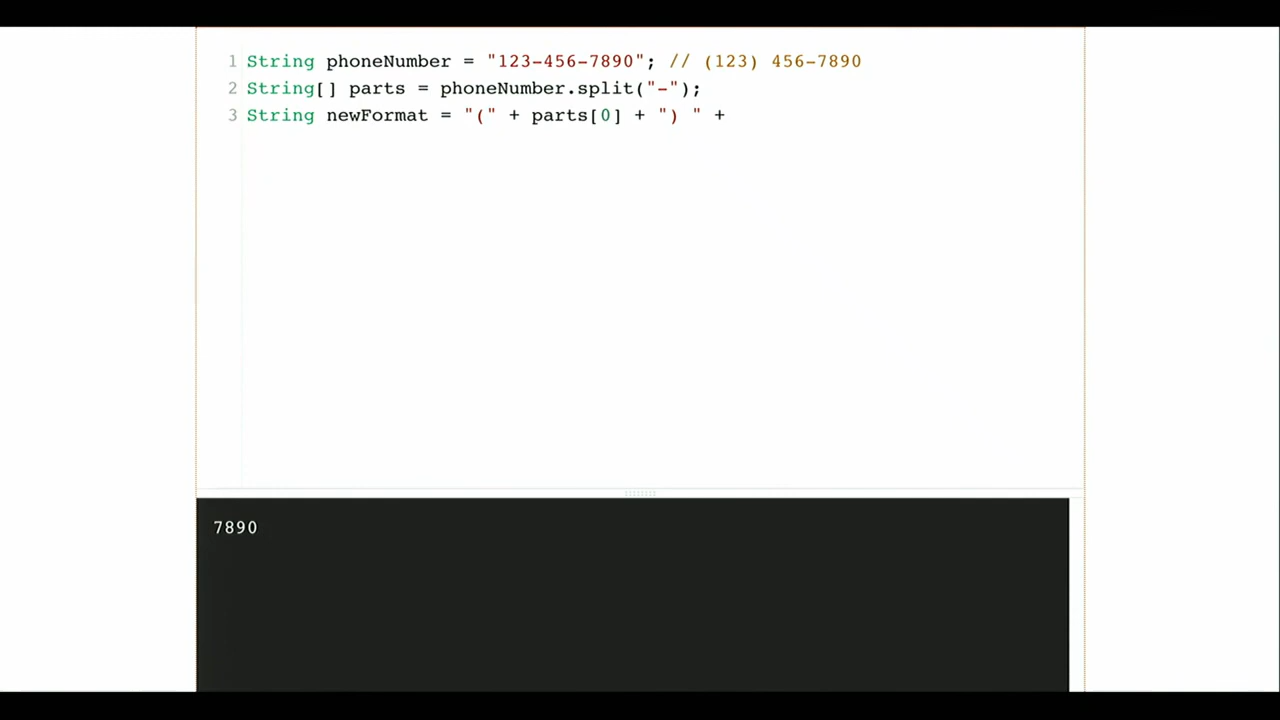 1 String phoneNumber = "123-456-7890"; // (123) 456-7890
2 String[] parts = phoneNumber.split("-");
3 String newFormat = "(" + parts[0] + ") " +
7890